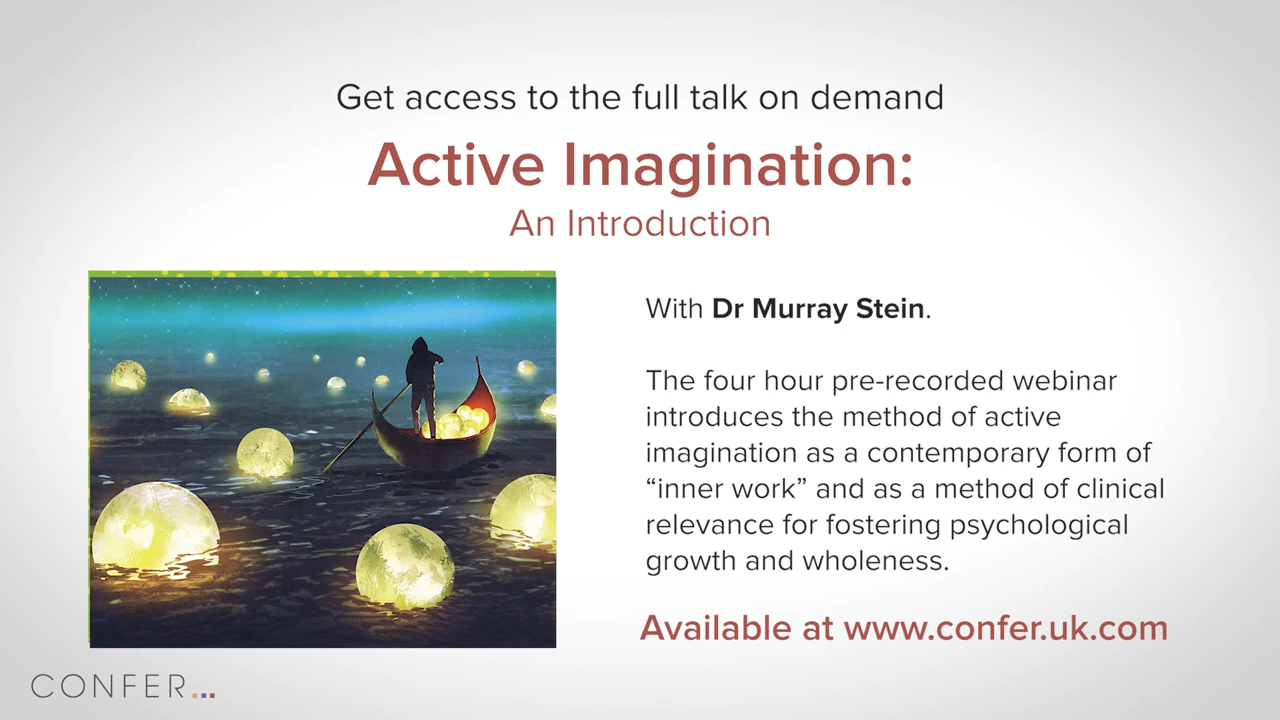 Get access to the full talk on demand
Active Imagination:
An Introduction
With Dr Murray Stein.
The four hour pre-recorded webinar
introduces the method of active
imagination as a contemporary form of
“inner work” and as a method of clinical
relevance for fostering psychological
growth and wholeness.
Available at www.confer.uk.com
CONFER...